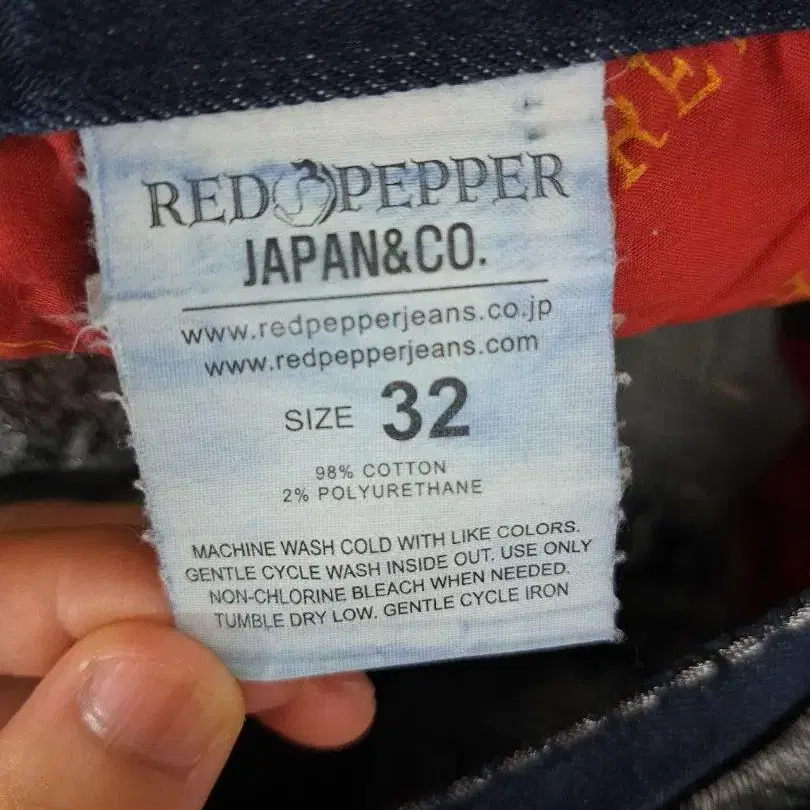 RED PEPPER
JAPAN&CO.
www.redpepperjeans.co.jp
www.redpepperjeans.com
SIZE 32
98% COTTON
2% POLYURETHANE
MACHINE WASH COLD WITH LIKE COLORS.
GENTLE CYCLE WASH INSIDE OUT, USE ONLY
NON-CHLORINE BLEACH WHEN NEEDED.
TUMBLE DRY LOW. GENTLE CYCLE IRON